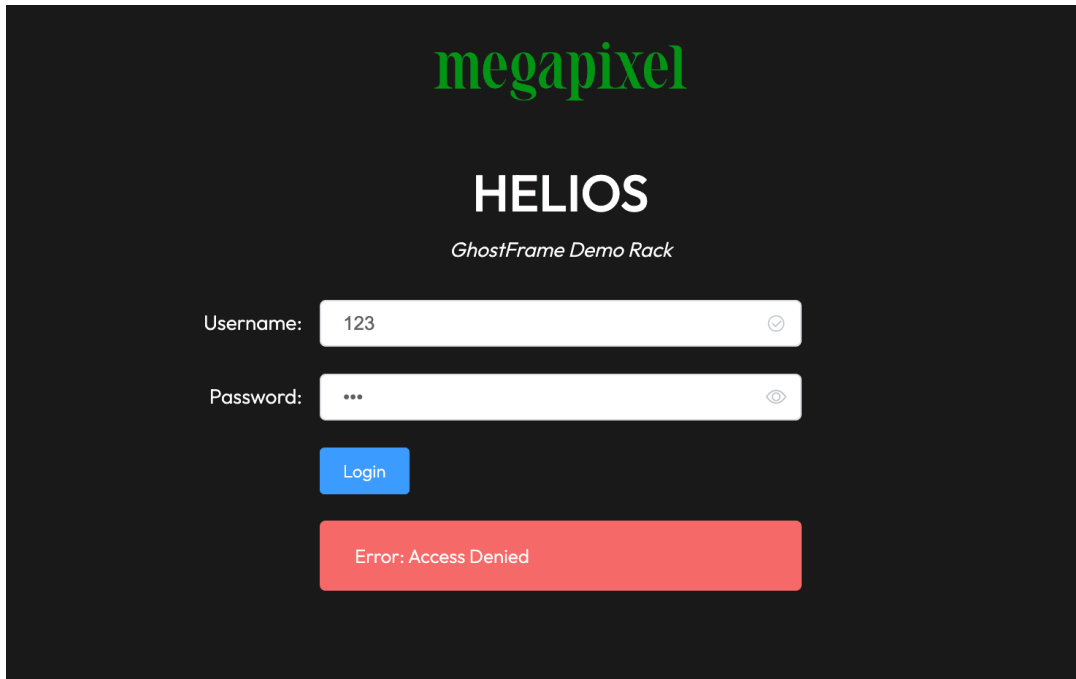 megapixel
HELIOS
GhostFrame Demo Rack
Username: 123
Password: •••
Login
Error: Access Denied